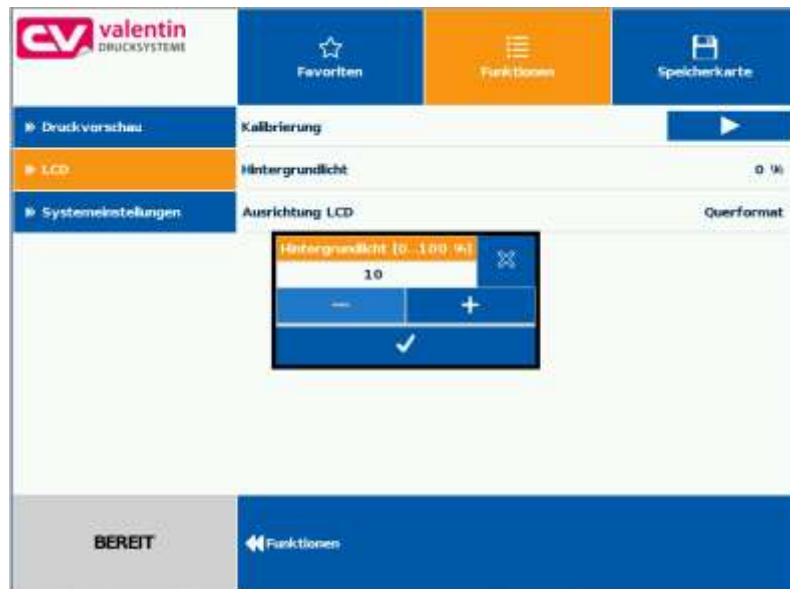 CV valentin
DRUCKSYSTEME
Favoriten
Funktionen
Speicherkarte
Druckvorschau
Kalibrierung
LCD
Hintergrundlicht
0 %
Systemeinstellungen
Ausrichtung LCD
Querformat
Hintergrundlicht [0..100 %]
10
BEREIT
Funktionen